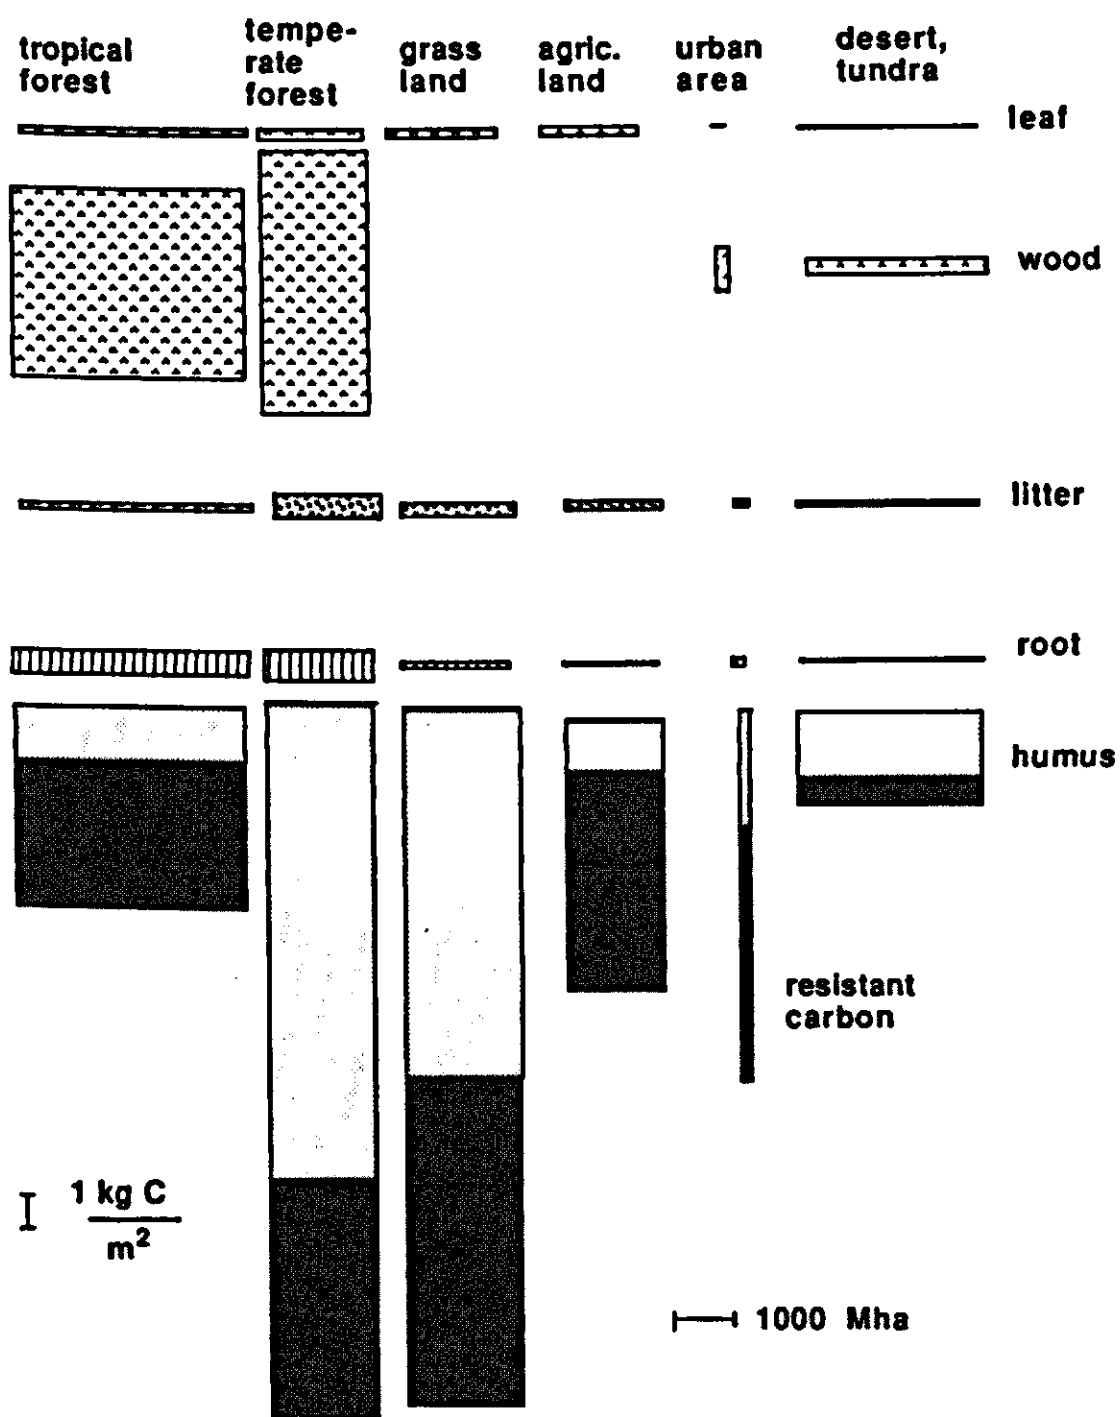 tropical
forest
tempe-
rate
forest
grass
land
agric.
land
urban
area
desert,
tundra
leaf
wood
litter
root
humus
resistant
carbon
1 kg C
m²
1000 Mha